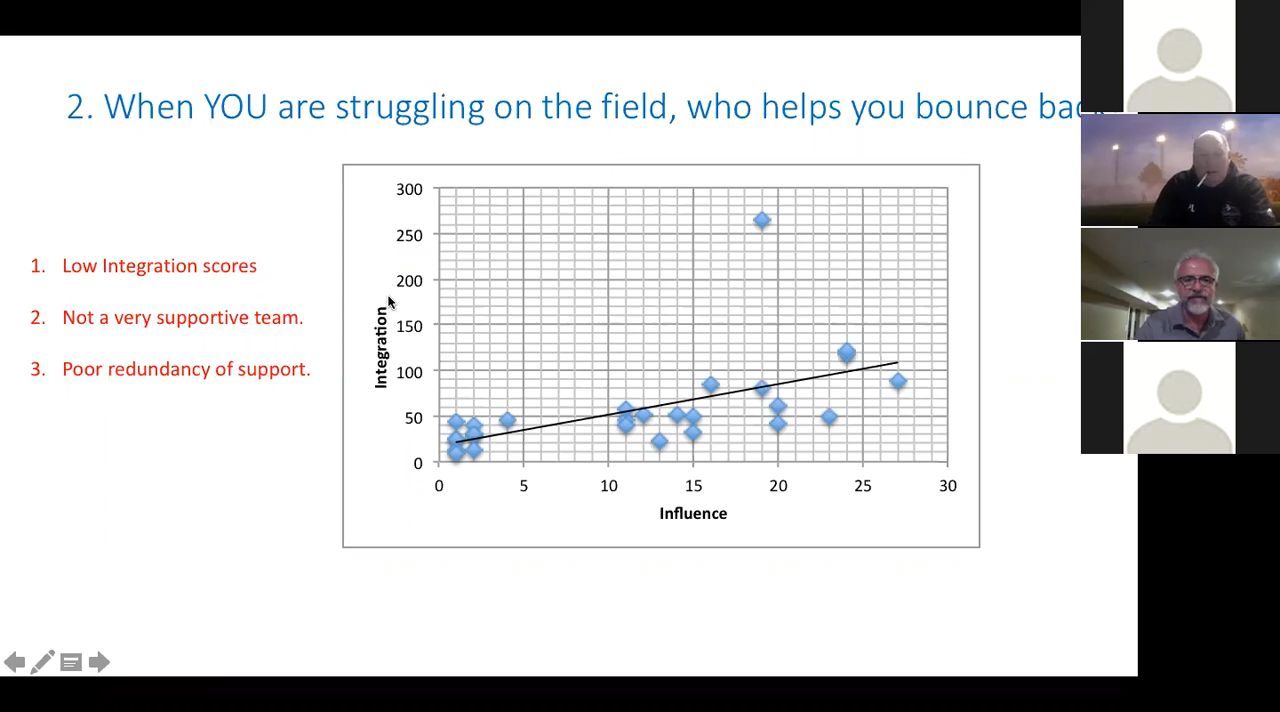 2. When YOU are struggling on the field, who helps you bounce back
1. Low Integration scores
2. Not a very supportive team.
3. Poor redundancy of support.
300
250
200
150
100
50
0
Integration
0 5 10 15 20 25 30
Influence